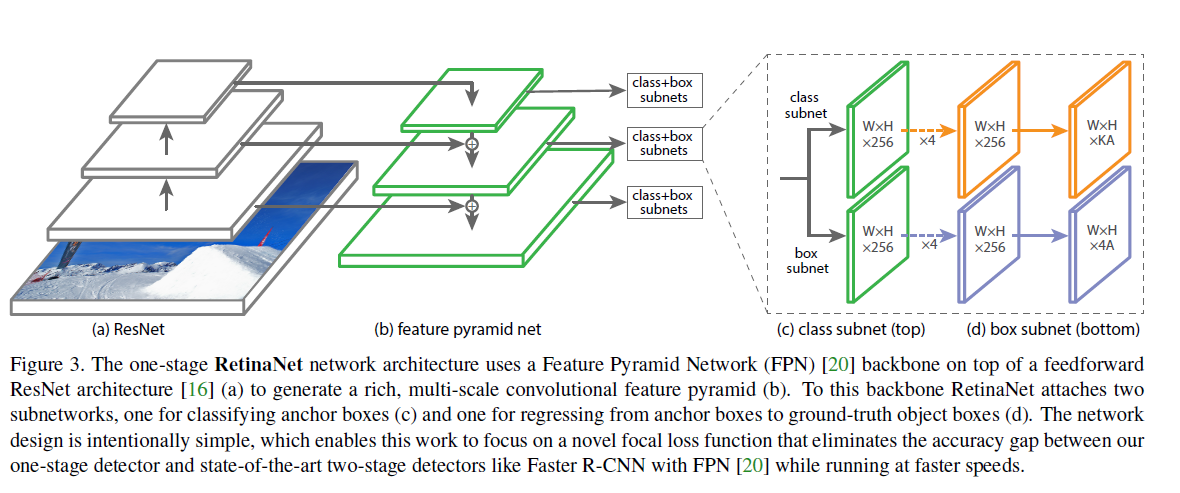 class+box
subnets
class+box
subnets
class+box
subnets
class
subnet
W×H
×256
×4
W×H
×256
W×H
×KA
W×H
×256
×4
W×H
×256
W×H
×4A
box
subnet
(a) ResNet
(b) feature pyramid net
(c) class subnet (top)
(d) box subnet (bottom)
Figure 3. The one-stage RetinaNet network architecture uses a Feature Pyramid Network (FPN) [20] backbone on top of a feedforward
ResNet architecture [16] (a) to generate a rich, multi-scale convolutional feature pyramid (b). To this backbone RetinaNet attaches two
subnetworks, one for classifying anchor boxes (c) and one for regressing from anchor boxes to ground-truth object boxes (d). The network
design is intentionally simple, which enables this work to focus on a novel focal loss function that eliminates the accuracy gap between our
one-stage detector and state-of-the-art two-stage detectors like Faster R-CNN with FPN [20] while running at faster speeds.